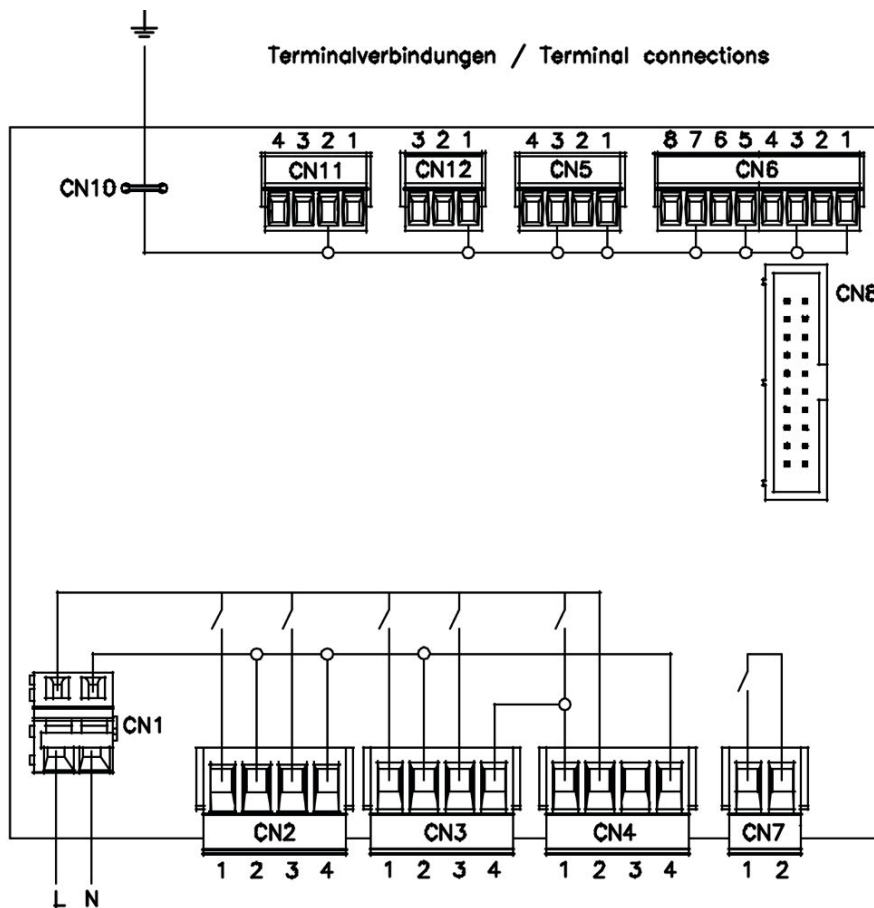 Terminalverbindungen / Terminal connections
4 3 2 1 3 2 1 4 3 2 1 8 7 6 5 4 3 2 1
CN11 CN12 CN5 CN6
CN10
CN8
CN1
CN2 CN3 CN4 CN7
1 2 3 4 1 2 3 4 1 2 3 4 1 2
L N